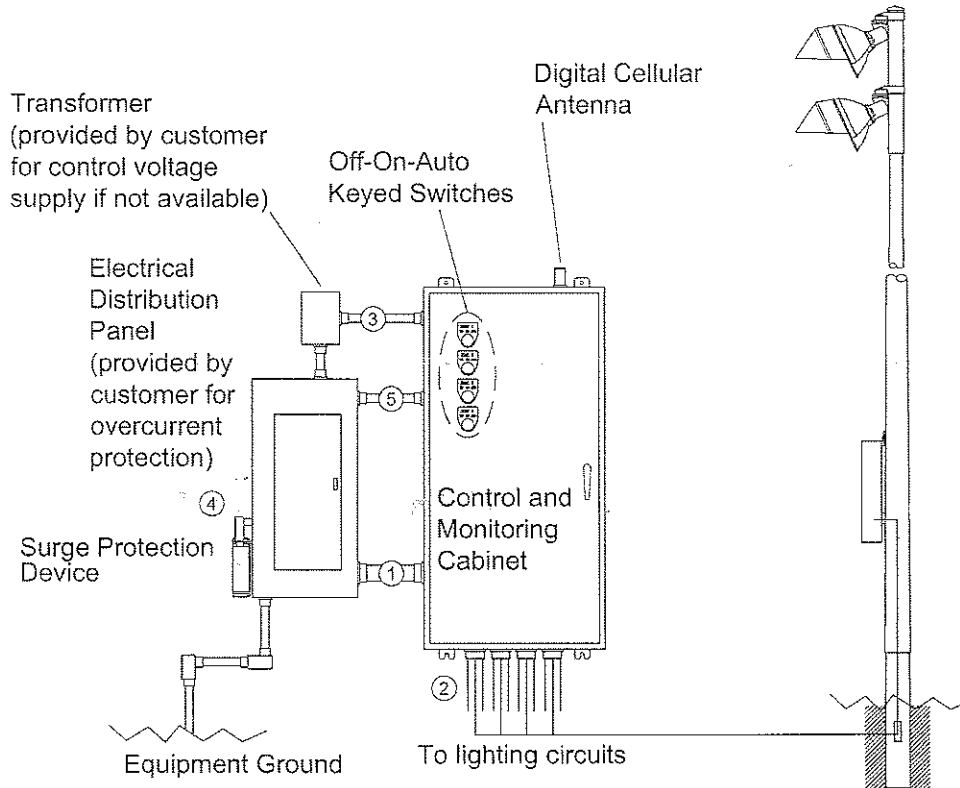 Digital Cellular
Antenna
Transformer
(provided by customer
for control voltage
supply if not available)
Off-On-Auto
Keyed Switches
Electrical
Distribution
Panel
(provided by
customer for
overcurrent
protection)
3
5
4
Control and
Monitoring
Cabinet
Surge Protection
Device
1
2
To lighting circuits
Equipment Ground